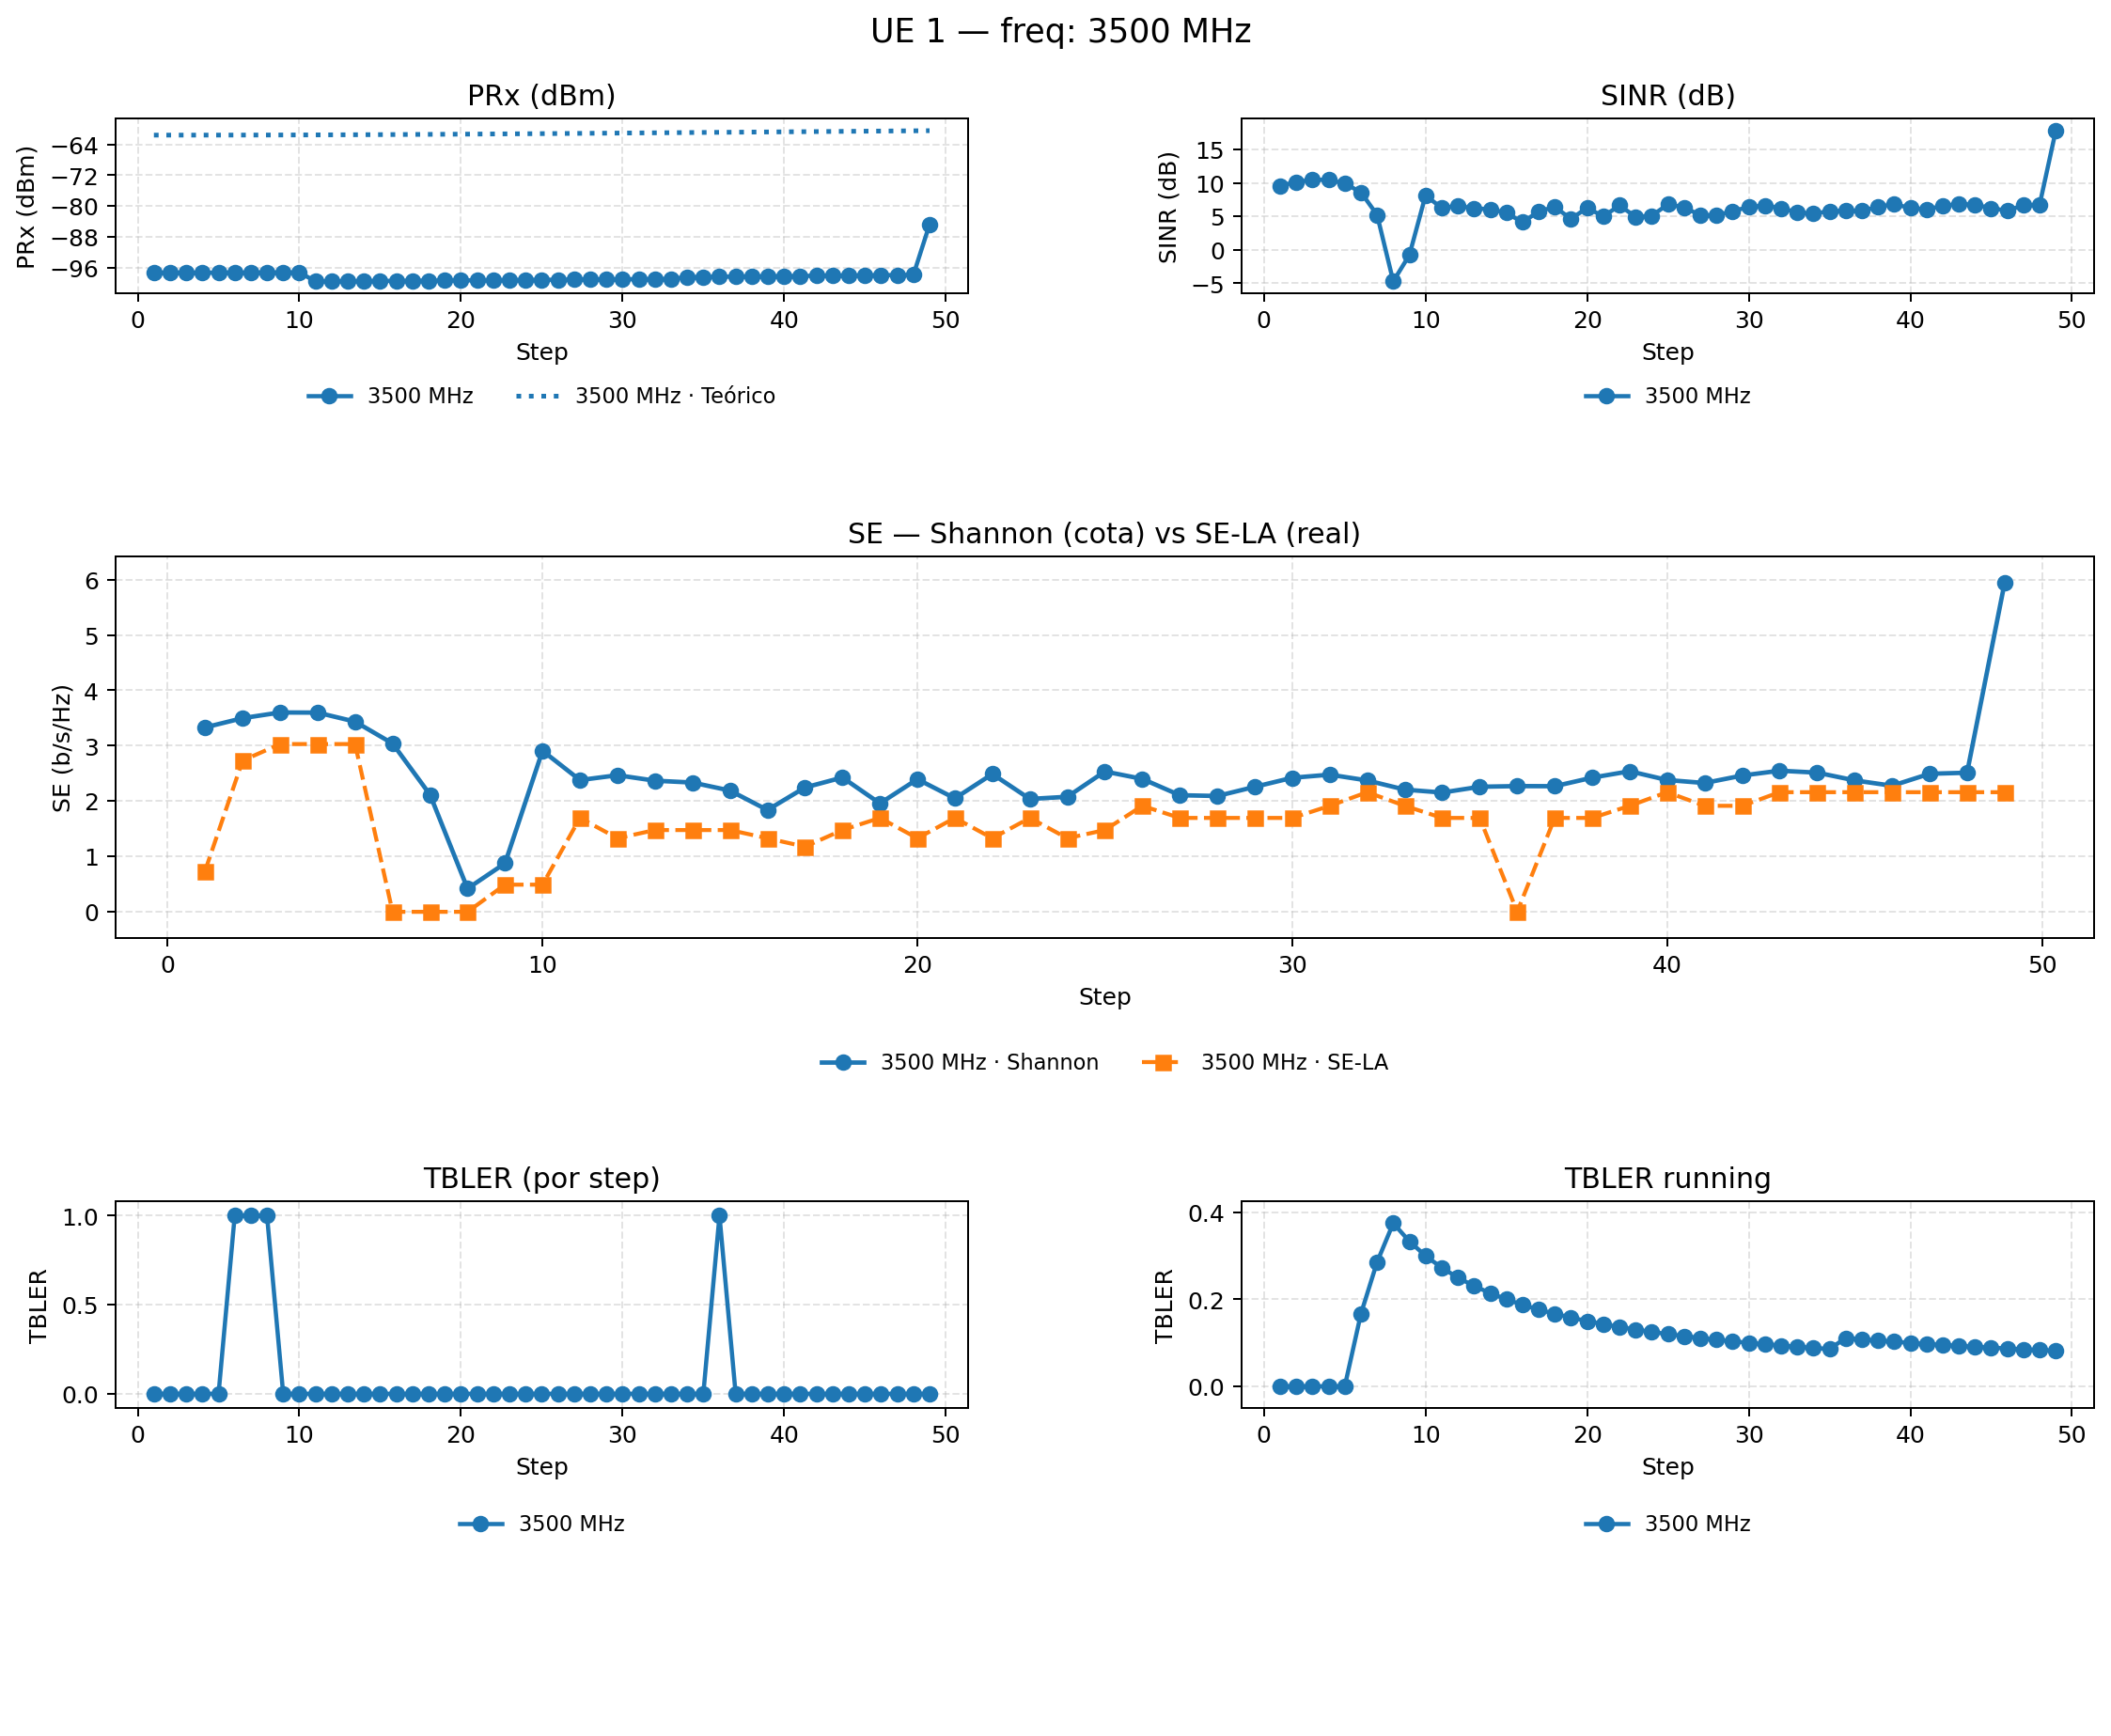 UE 1 — freq: 3500 MHz
PRx (dBm)
PRx (dBm)
−64
−72
−80
−88
−96
0 10 20 30 40 50
Step
3500 MHz 3500 MHz · Teórico
SINR (dB)
SINR (dB)
15
10
5
0
−5
0 10 20 30 40 50
Step
3500 MHz
SE — Shannon (cota) vs SE-LA (real)
SE (b/s/Hz)
6
5
4
3
2
1
0
0 10 20 30 40 50
Step
3500 MHz · Shannon 3500 MHz · SE-LA
TBLER (por step)
TBLER
1.0
0.5
0.0
0 10 20 30 40 50
Step
3500 MHz
TBLER running
TBLER
0.4
0.2
0.0
0 10 20 30 40 50
Step
3500 MHz